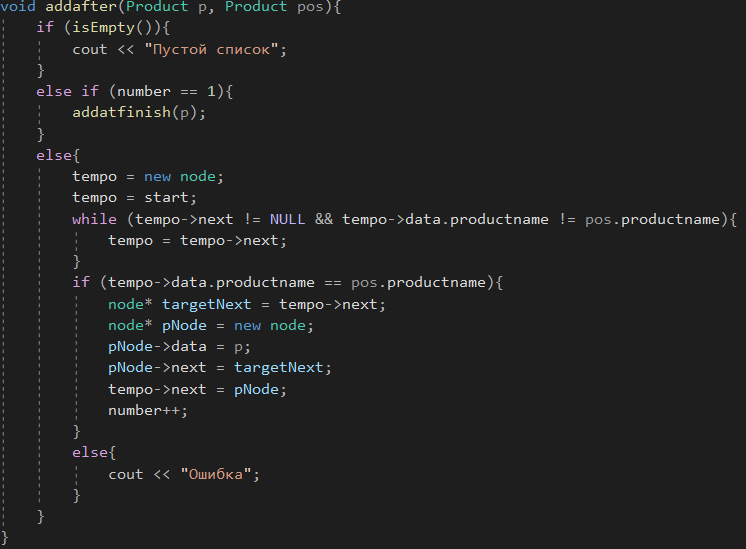 void addafter(Product p, Product pos){
if (isEmpty()){
cout << "Пустой список";
}
else if (number == 1){
addatfinish(p);
}
else{
tempo = new node;
tempo = start;
while (tempo->next != NULL && tempo->data.productname != pos.productname){
tempo = tempo->next;
}
if (tempo->data.productname == pos.productname){
node* targetNext = tempo->next;
node* pNode = new node;
pNode->data = p;
pNode->next = targetNext;
tempo->next = pNode;
number++;
}
else{
cout << "Ошибка";
}
}
}